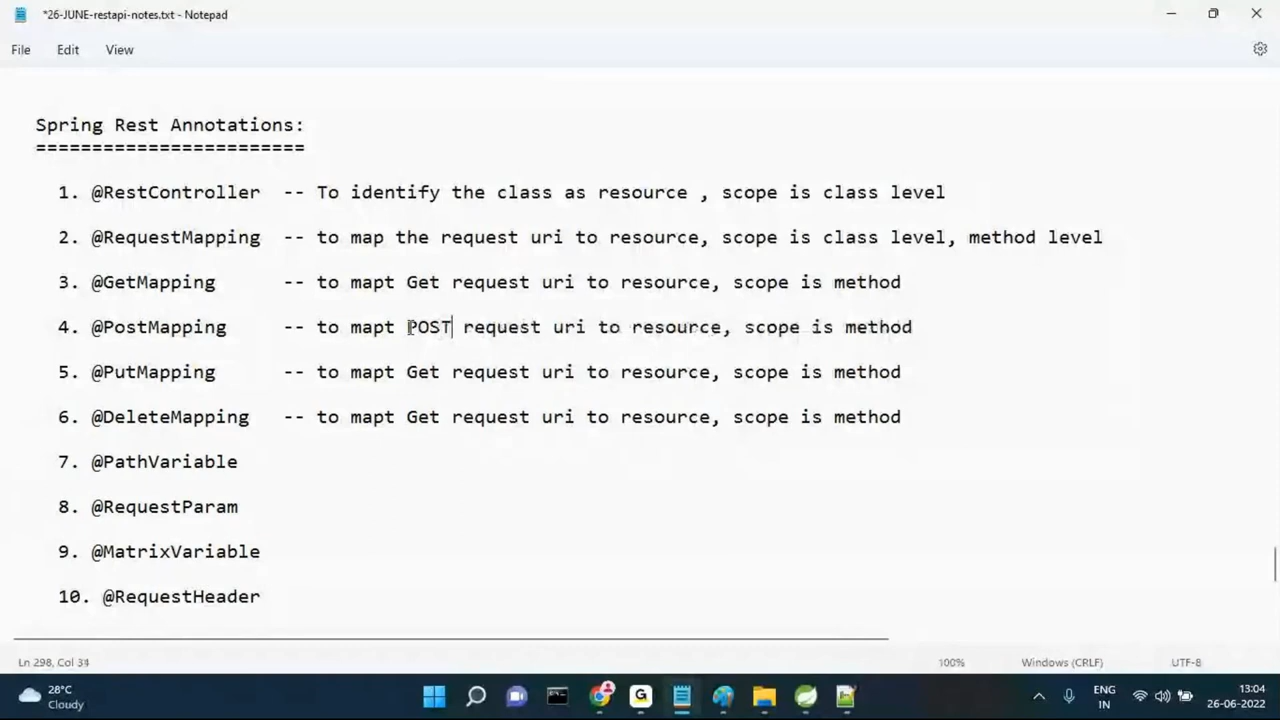 *26-JUNE-restapi-notes.txt - Notepad
File Edit View
Spring Rest Annotations:
========================
1. @RestController -- To identify the class as resource , scope is class level
2. @RequestMapping -- to map the request uri to resource, scope is class level, method level
3. @GetMapping -- to mapt Get request uri to resource, scope is method
4. @PostMapping -- to mapt POST request uri to resource, scope is method
5. @PutMapping -- to mapt Get request uri to resource, scope is method
6. @DeleteMapping -- to mapt Get request uri to resource, scope is method
7. @PathVariable
8. @RequestParam
9. @MatrixVariable
10. @RequestHeader
Ln 298, Col 34 100% Windows (CRLF) UTF-8
28°C
Cloudy
ENG
IN
13:04
26-06-2022